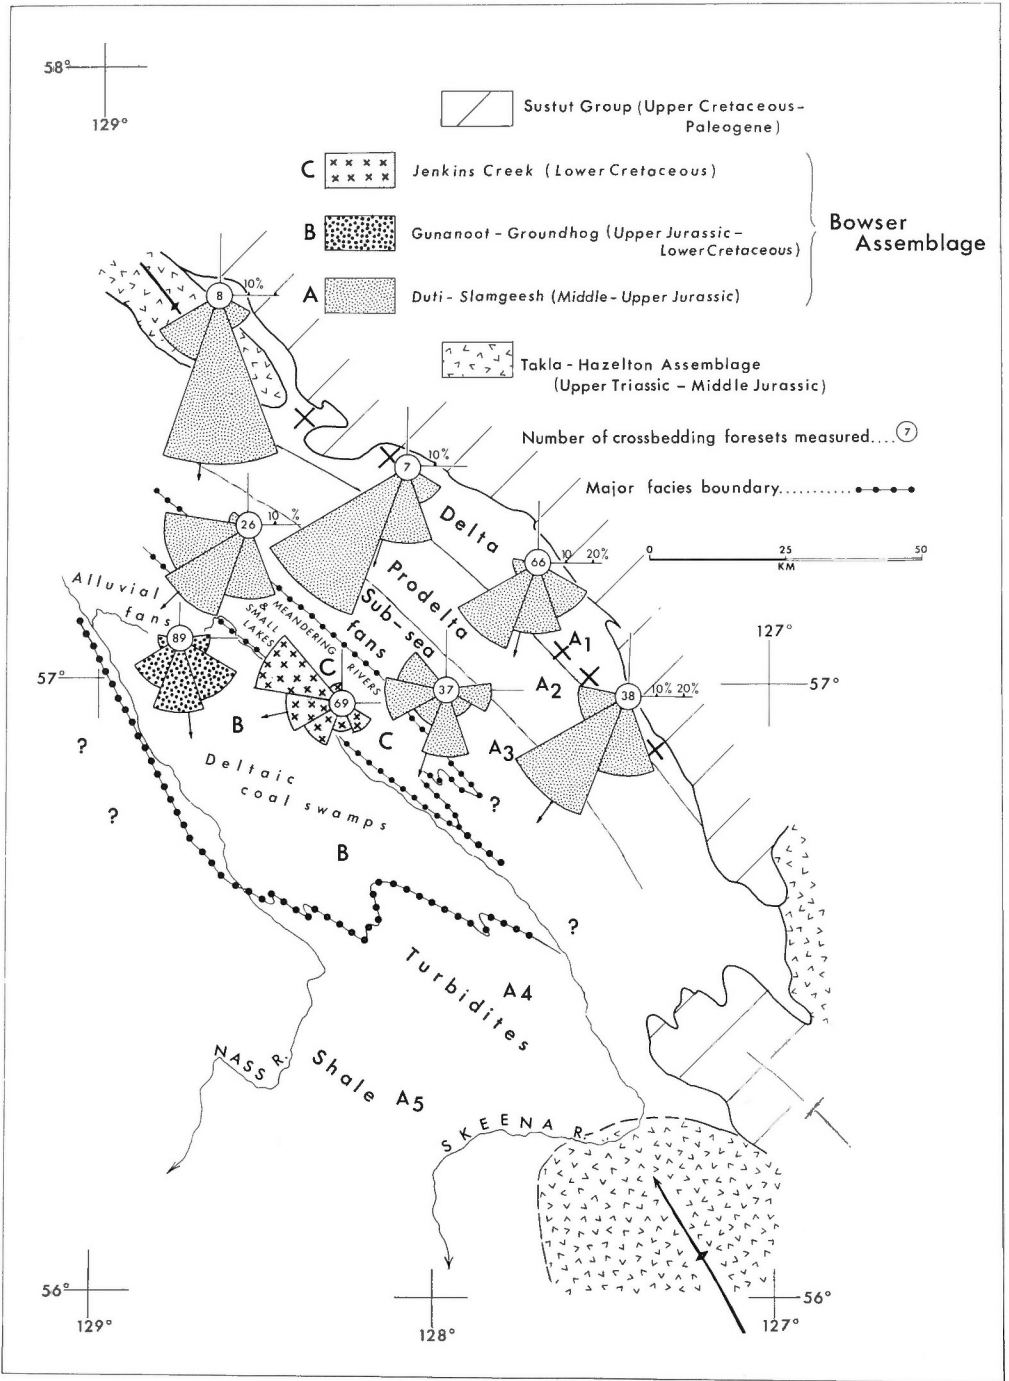 58°
129°
Sustut Group (Upper Cretaceous-
Paleogene)
C Jenkins Creek (Lower Cretaceous)
B Gunanoot-Groundhog (Upper Jurassic-
Lower Cretaceous)
A Duti-Slamgeesh (Middle-Upper Jurassic)
Bowser
Assemblage
Takla-Hazelton Assemblage
(Upper Triassic-Middle Jurassic)
Number of crossbedding foresets measured....7
Major facies boundary...........
0 25 50
KM
8
10%
7
10%
26
10 %
66
10 20%
89
69
37
38
10% 20%
Delta
Prodelta
Sub-sea
fans
Alluvial
fans
MEANDERING
RIVERS
& SMALL
LAKES
A1
A2
A3
C
C
B
B
127°
57°
57°
?
?
?
?
Deltaic
coal swamps
Turbidites
A4
Shale A5
NASS R.
SKEENA R.
56°
129°
128°
56°
127°